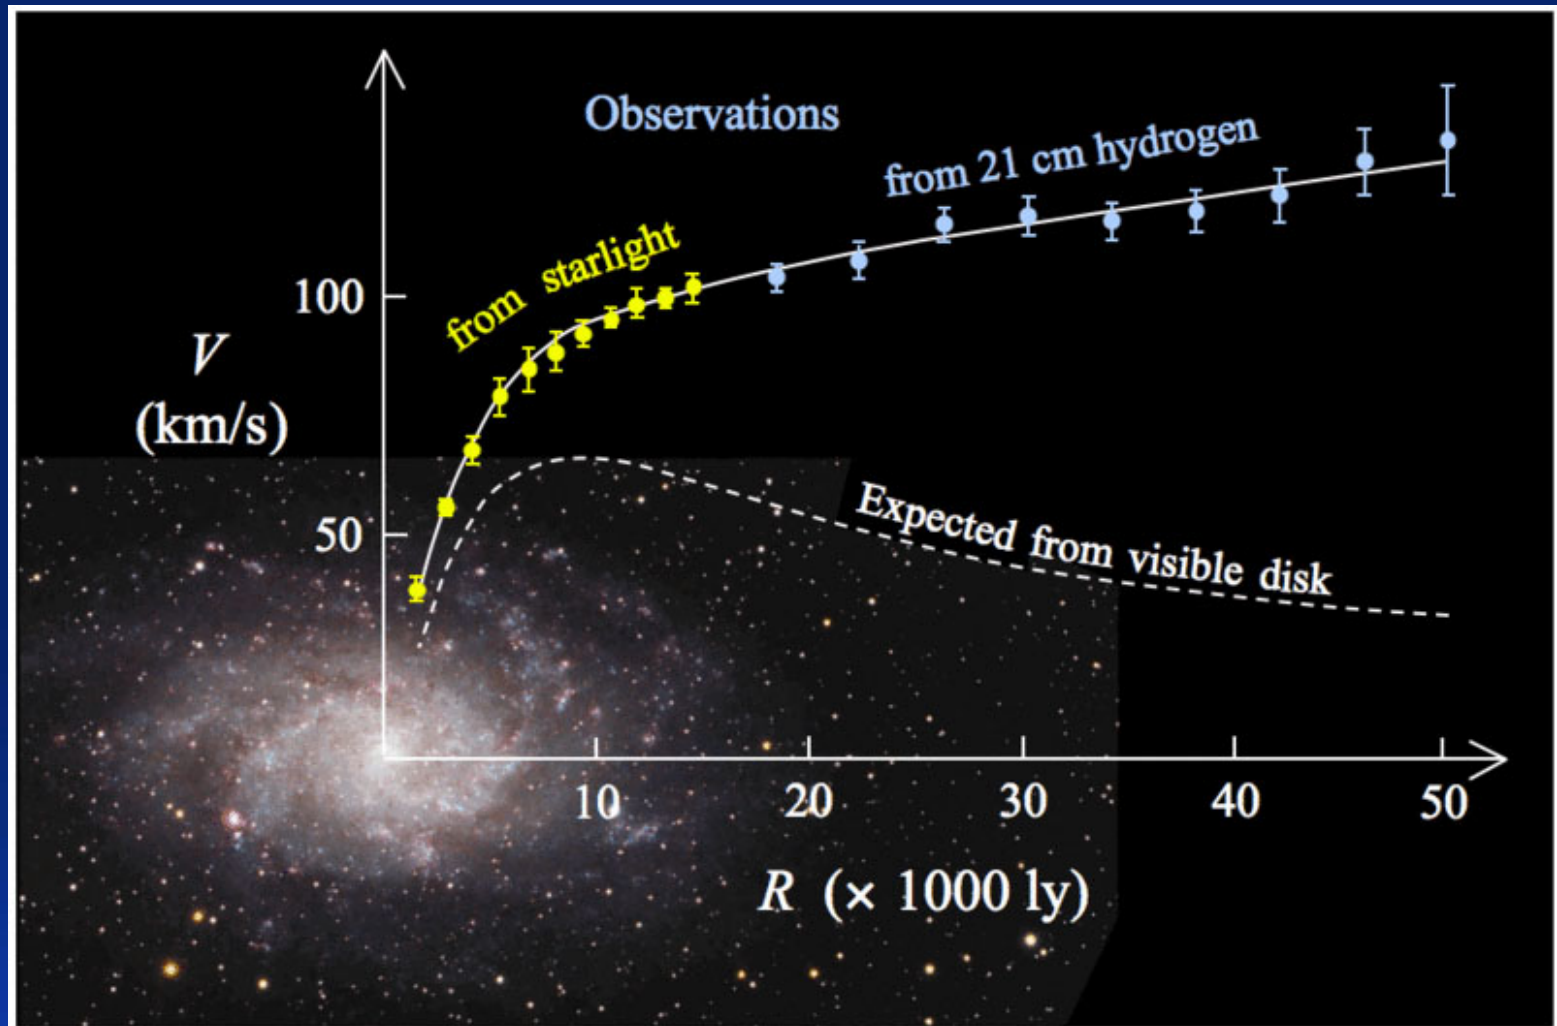 Observations
from 21 cm hydrogen
from starlight
100
V
(km/s)
50
Expected from visible disk
10 20 30 40 50
R (× 1000 ly)